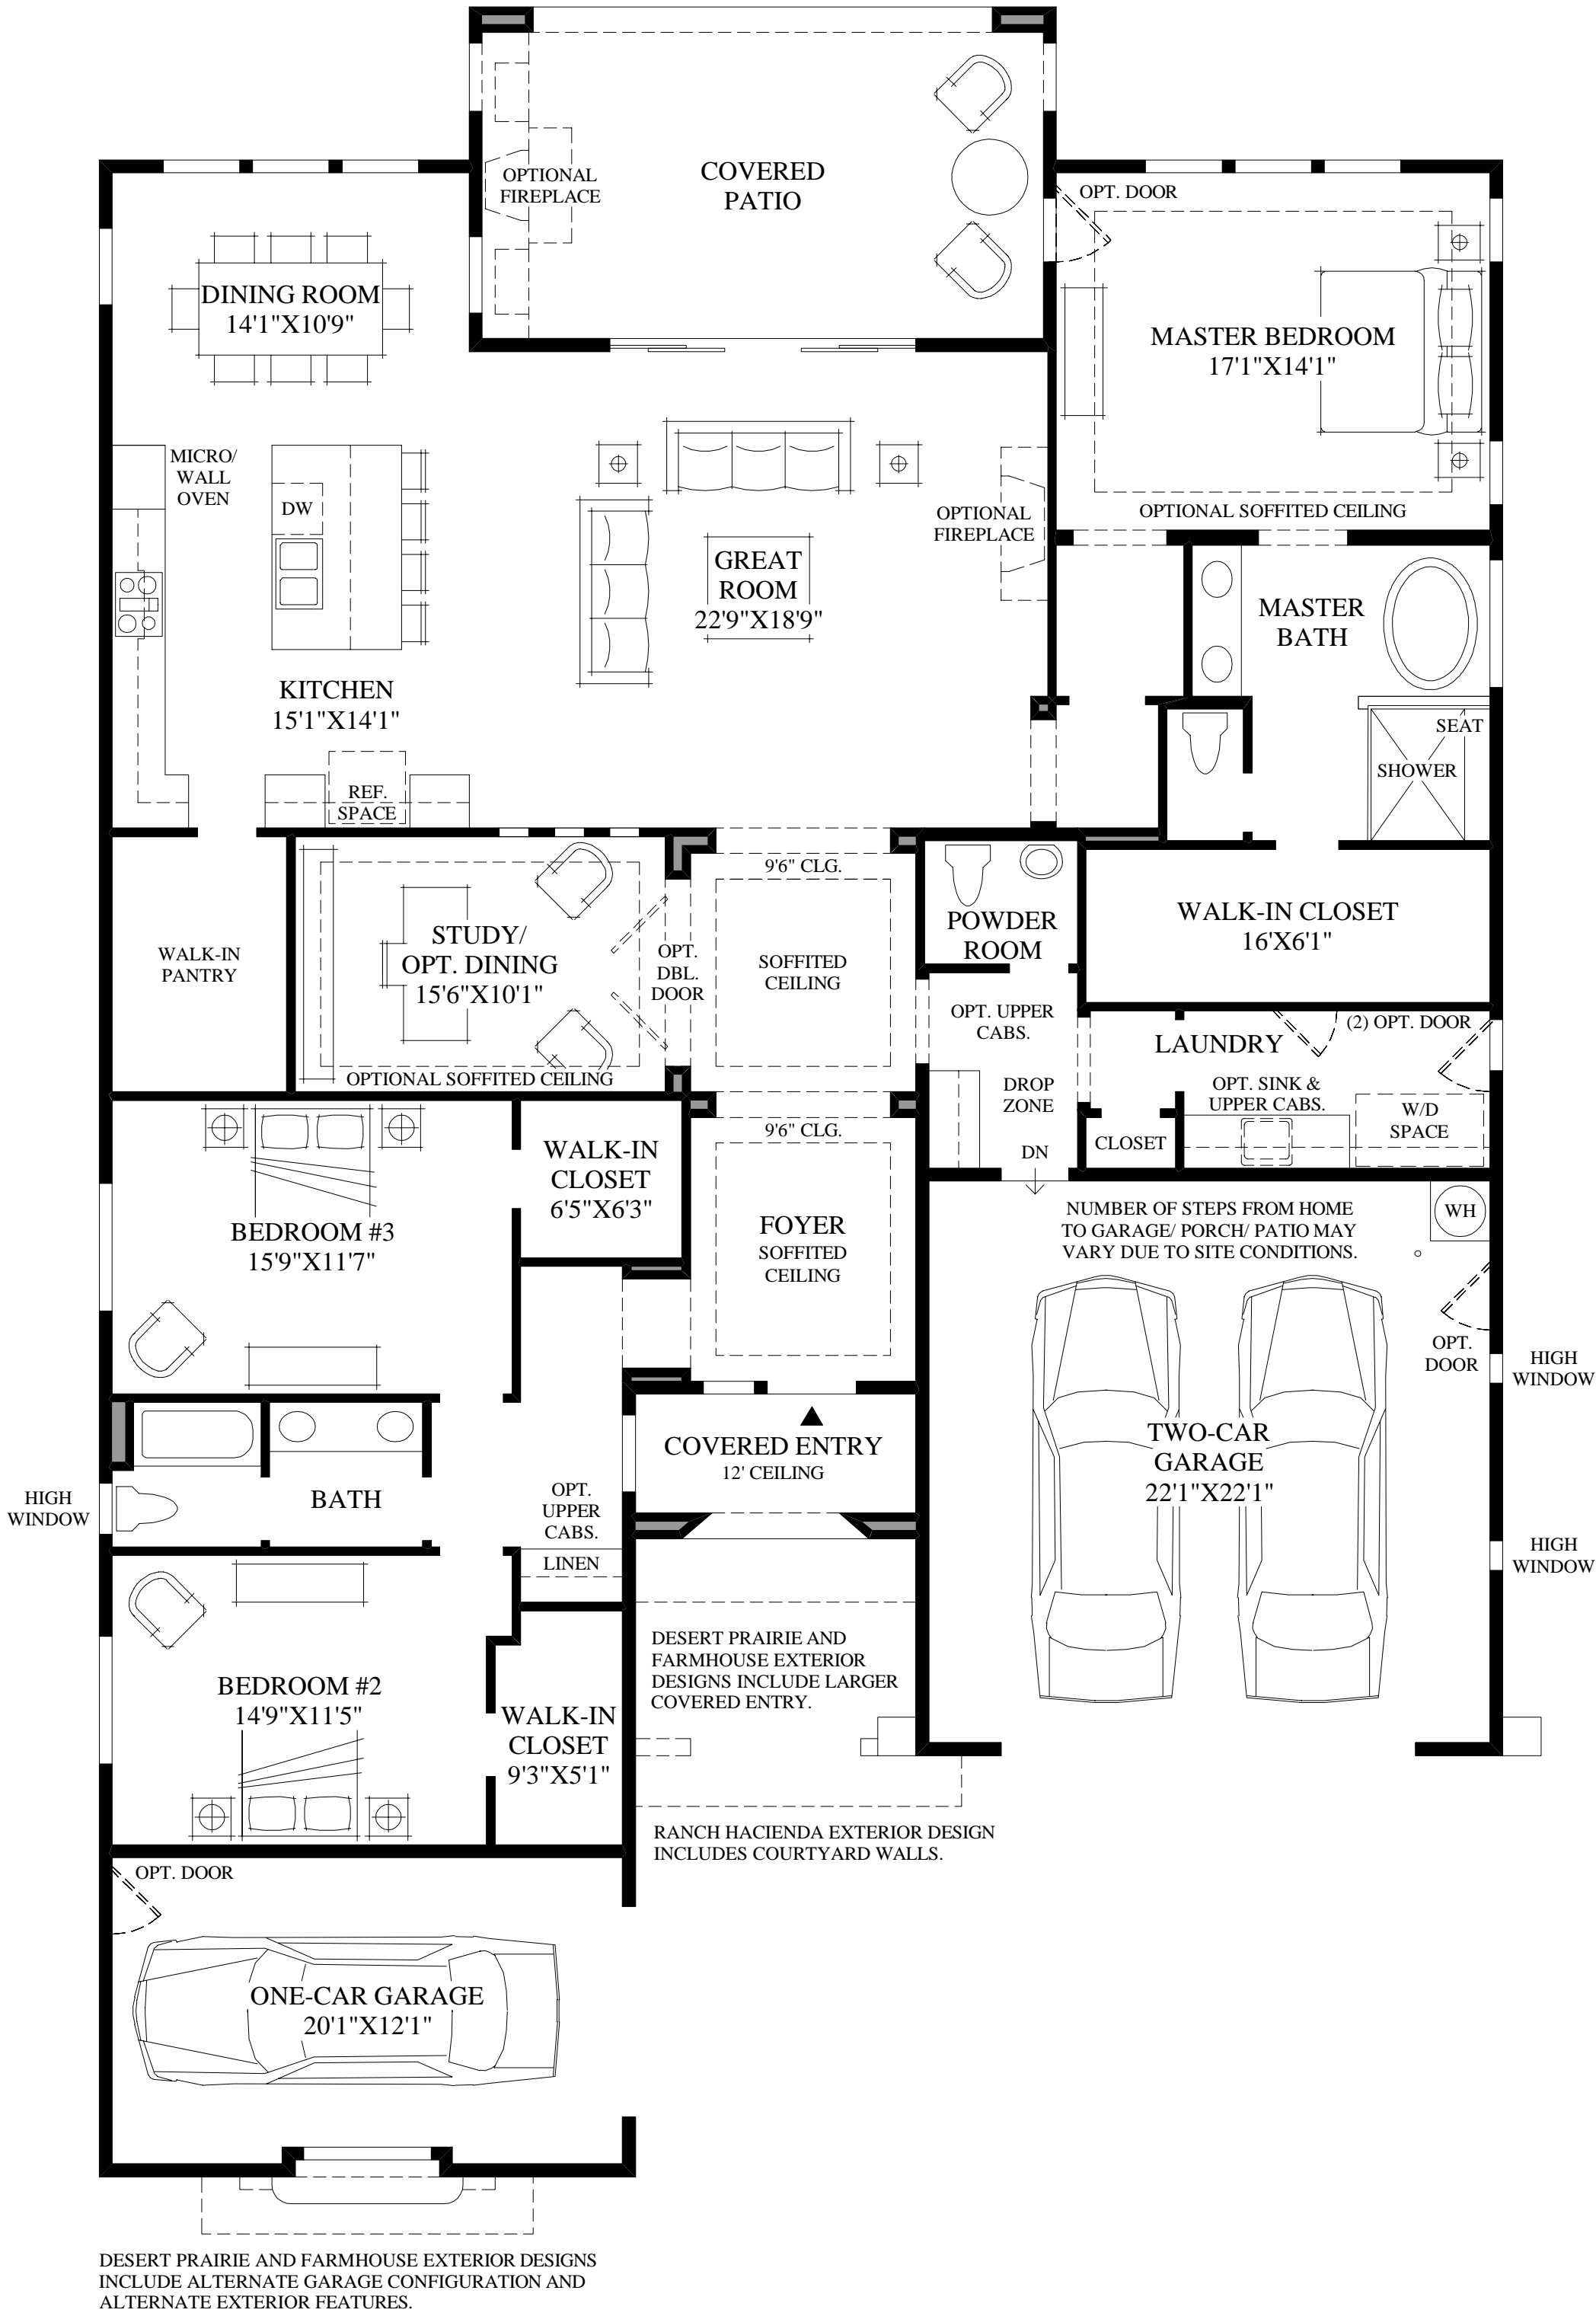 OPTIONAL
FIREPLACE
COVERED
PATIO
OPT. DOOR
DINING ROOM
14'1"X10'9"
MASTER BEDROOM
17'1"X14'1"
OPTIONAL SOFFITED CEILING
MICRO/
WALL
OVEN
DW
OPTIONAL
FIREPLACE
GREAT
ROOM
22'9"X18'9"
MASTER
BATH
KITCHEN
15'1"X14'1"
REF.
SPACE
SEAT
SHOWER
9'6" CLG.
WALK-IN
PANTRY
STUDY/
OPT. DINING
15'6"X10'1"
OPTIONAL SOFFITED CEILING
OPT.
DBL.
DOOR
SOFFITED
CEILING
POWDER
ROOM
WALK-IN CLOSET
16'X6'1"
OPT. UPPER
CABS.
LAUNDRY
(2) OPT. DOOR
DROP
ZONE
OPT. SINK &
UPPER CABS.
W/D
SPACE
CLOSET
DN
9'6" CLG.
WALK-IN
CLOSET
6'5"X6'3"
BEDROOM #3
15'9"X11'7"
FOYER
SOFFITED
CEILING
NUMBER OF STEPS FROM HOME
TO GARAGE/ PORCH/ PATIO MAY
VARY DUE TO SITE CONDITIONS.
WH
OPT.
DOOR
HIGH
WINDOW
COVERED ENTRY
12' CEILING
TWO-CAR
GARAGE
22'1"X22'1"
HIGH
WINDOW
BATH
OPT.
UPPER
CABS.
LINEN
HIGH
WINDOW
DESERT PRAIRIE AND
FARMHOUSE EXTERIOR
DESIGNS INCLUDE LARGER
COVERED ENTRY.
BEDROOM #2
14'9"X11'5"
WALK-IN
CLOSET
9'3"X5'1"
RANCH HACIENDA EXTERIOR DESIGN
INCLUDES COURTYARD WALLS.
OPT. DOOR
ONE-CAR GARAGE
20'1"X12'1"
DESERT PRAIRIE AND FARMHOUSE EXTERIOR DESIGNS
INCLUDE ALTERNATE GARAGE CONFIGURATION AND
ALTERNATE EXTERIOR FEATURES.